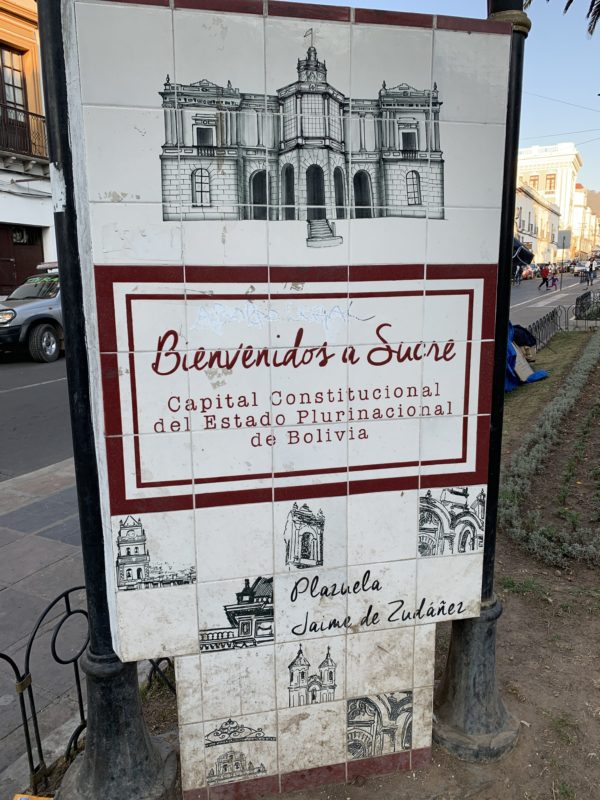 Bienvenidos a Sucre
Capital Constitucional
del Estado Plurinacional
de Bolivia
Plazuela
Jaime de Zudáñez